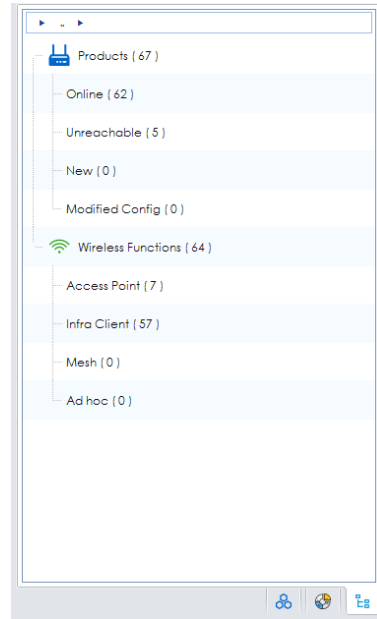 ..
Products ( 67 )
Online ( 62 )
Unreachable ( 5 )
New ( 0 )
Modified Config ( 0 )
Wireless Functions ( 64 )
Access Point ( 7 )
Infra Client ( 57 )
Mesh ( 0 )
Ad hoc ( 0 )